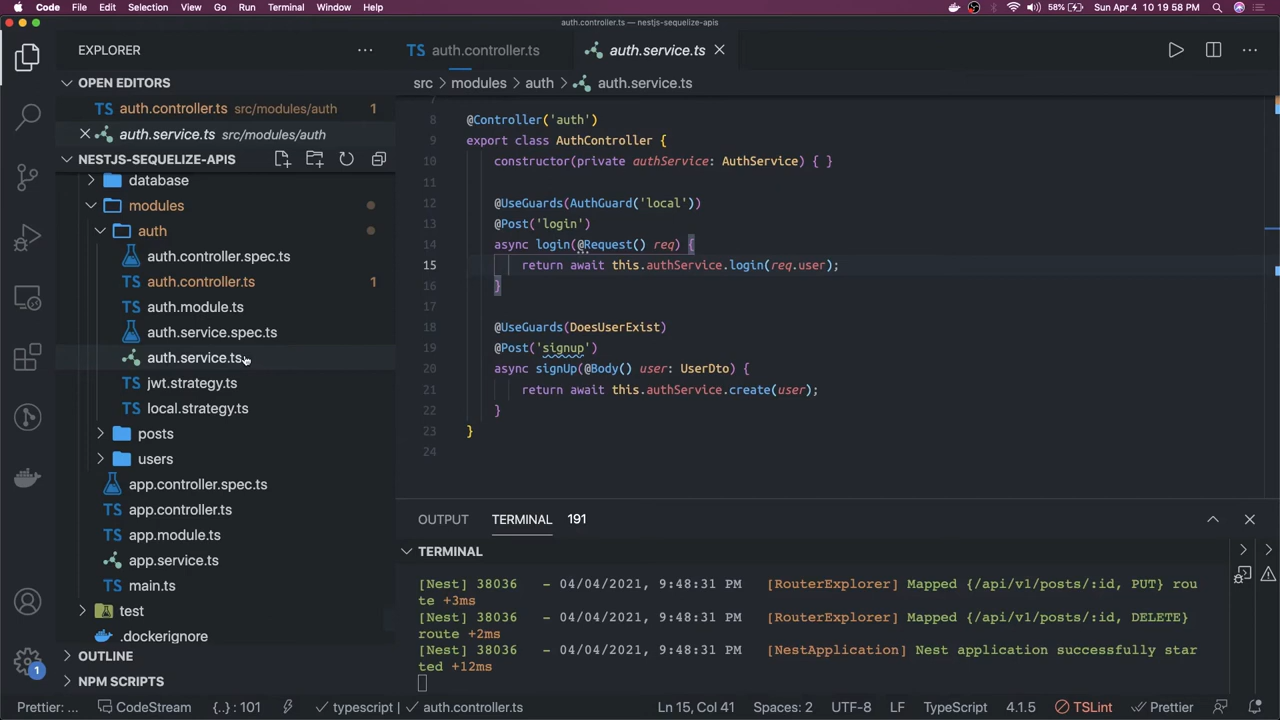 Code File Edit Selection View Go Run Terminal Window Help 58% Sun Apr 4 10 19 58 PM
auth.controller.ts — nestjs-sequelize-apis
EXPLORER
TS auth.controller.ts auth.service.ts
OPEN EDITORS
src > modules > auth > auth.service.ts
TS auth.controller.ts src/modules/auth 1
auth.service.ts src/modules/auth
NESTJS-SEQUELIZE-APIS
database
modules
auth
auth.controller.spec.ts
TS auth.controller.ts 1
TS auth.module.ts
auth.service.spec.ts
auth.service.ts
TS jwt.strategy.ts
TS local.strategy.ts
posts
users
app.controller.spec.ts
TS app.controller.ts
TS app.module.ts
app.service.ts
TS main.ts
test
.dockerignore
OUTLINE
NPM SCRIPTS
7
8 @Controller('auth')
9 export class AuthController {
10 constructor(private authService: AuthService) { }
11
12 @UseGuards(AuthGuard('local'))
13 @Post('login')
14 async login(@Request() req) {
15 return await this.authService.login(req.user);
16 }
17
18 @UseGuards(DoesUserExist)
19 @Post('signup')
20 async signUp(@Body() user: UserDto) {
21 return await this.authService.create(user);
22 }
23 }
24
OUTPUT TERMINAL 191
TERMINAL
[Nest] 38036 - 04/04/2021, 9:48:31 PM [RouterExplorer] Mapped {/api/v1/posts/:id, PUT} rou
te +3ms
[Nest] 38036 - 04/04/2021, 9:48:31 PM [RouterExplorer] Mapped {/api/v1/posts/:id, DELETE}
route +2ms
[Nest] 38036 - 04/04/2021, 9:48:31 PM [NestApplication] Nest application successfully star
ted +12ms
1
Prettier: ... CodeStream {..} : 101 typescript | auth.controller.ts Ln 15, Col 41 Spaces: 2 UTF-8 LF TypeScript 4.1.5 TSLint Prettier